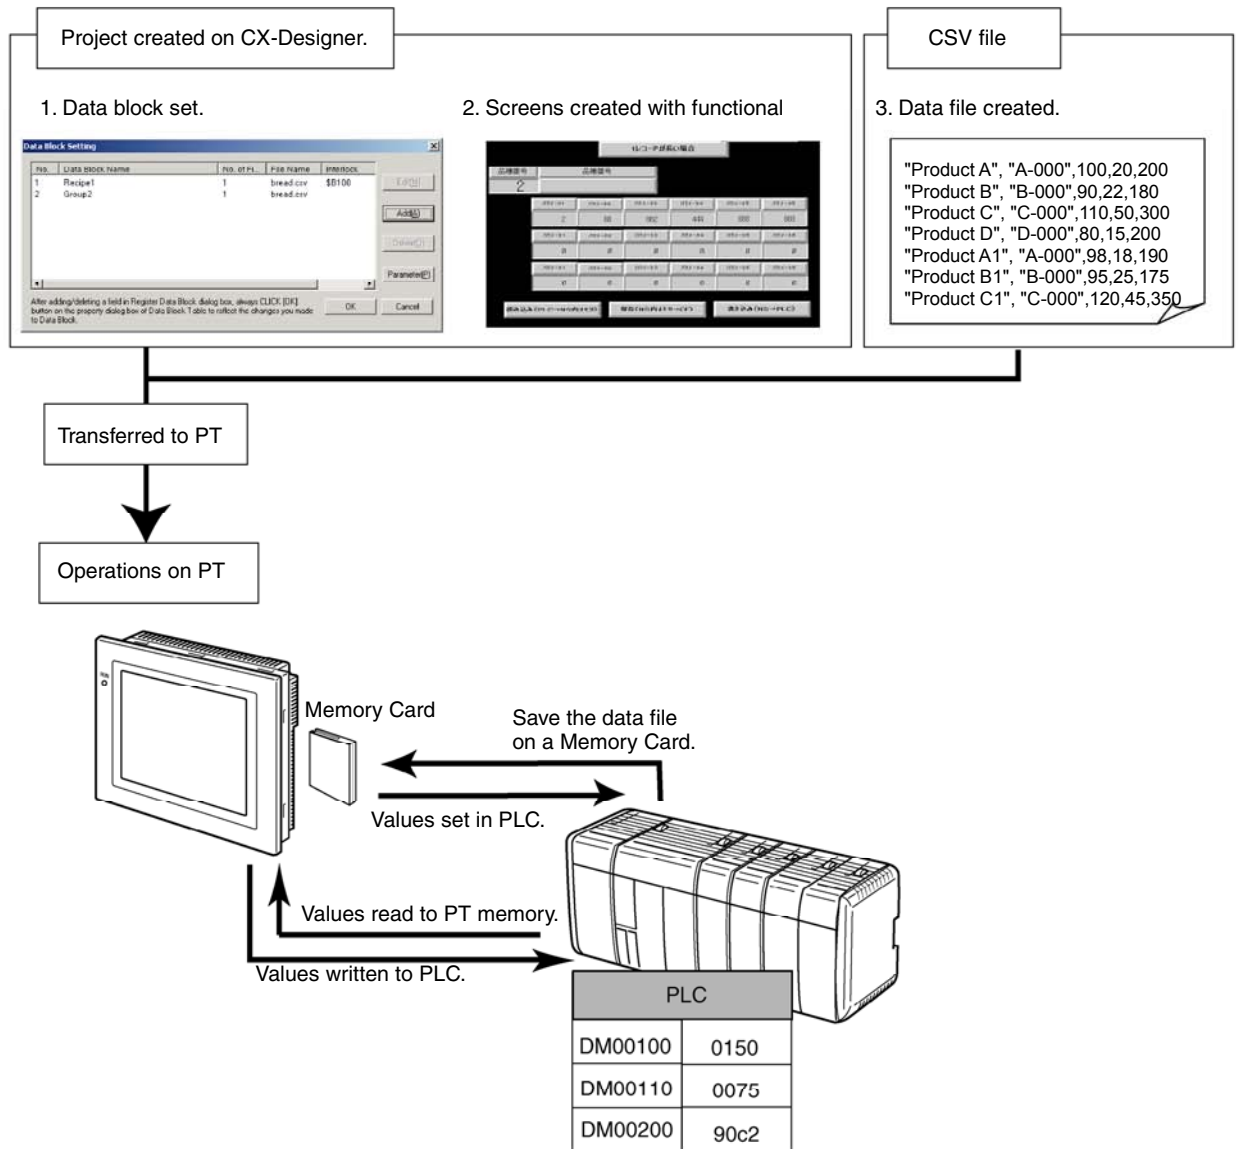 Project created on CX-Designer.
CSV file
1. Data block set.
2. Screens created with functional
3. Data file created.
Data Block Setting
No. Data Block Name No. of Fi.. File Name Interlock
1 Recipe1 1 bread.csv $B100
2 Group2 1 bread.csv
Add(A)
Parameter(P)
After adding/deleting a field in Register Data Block dialog box, always CLICK [OK]
button on the property dialog box of Data Block Table to reflect the changes you made
to Data Block.
OK
Cancel
2
"Product A", "A-000",100,20,200
"Product B", "B-000",90,22,180
"Product C", "C-000",110,50,300
"Product D", "D-000",80,15,200
"Product A1", "A-000",98,18,190
"Product B1", "B-000",95,25,175
"Product C1", "C-000",120,45,350
Transferred to PT
Operations on PT
Memory Card
Save the data file
on a Memory Card.
Values set in PLC.
Values read to PT memory.
Values written to PLC.
PLC
DM00100 0150
DM00110 0075
DM00200 90c2